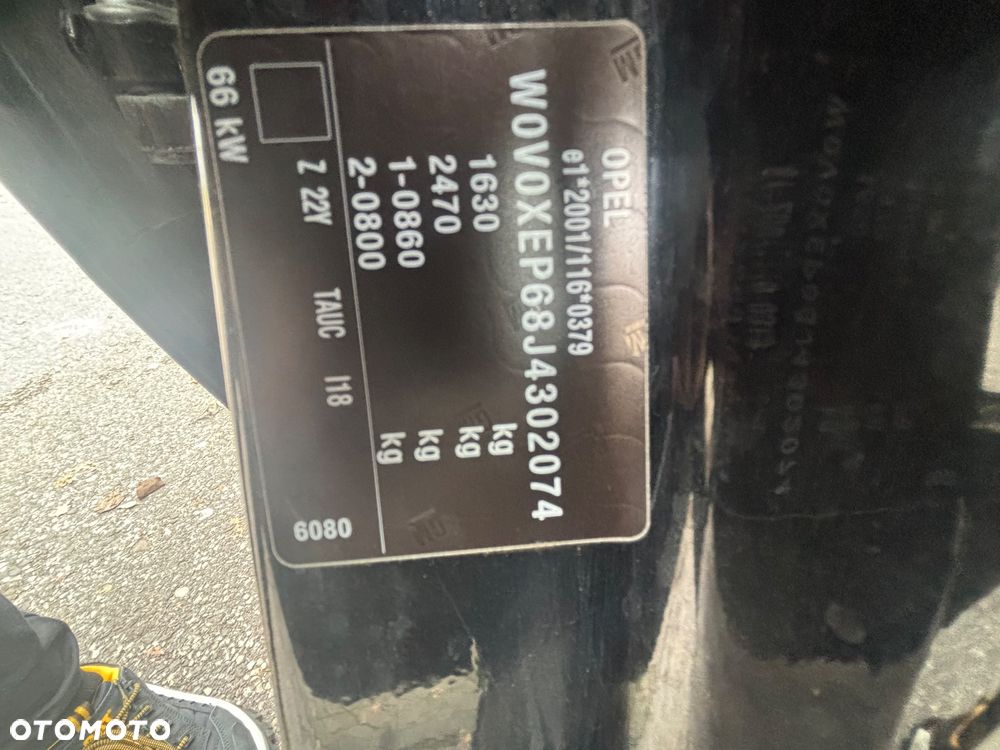 OPEL
e1*2001/116*0379
W0V0XEP68J4302074
1630 kg
2470 kg
1-0860 kg
2-0800 kg
Z 22Y TAUC I18
66 kW 6080
OTOMOTO